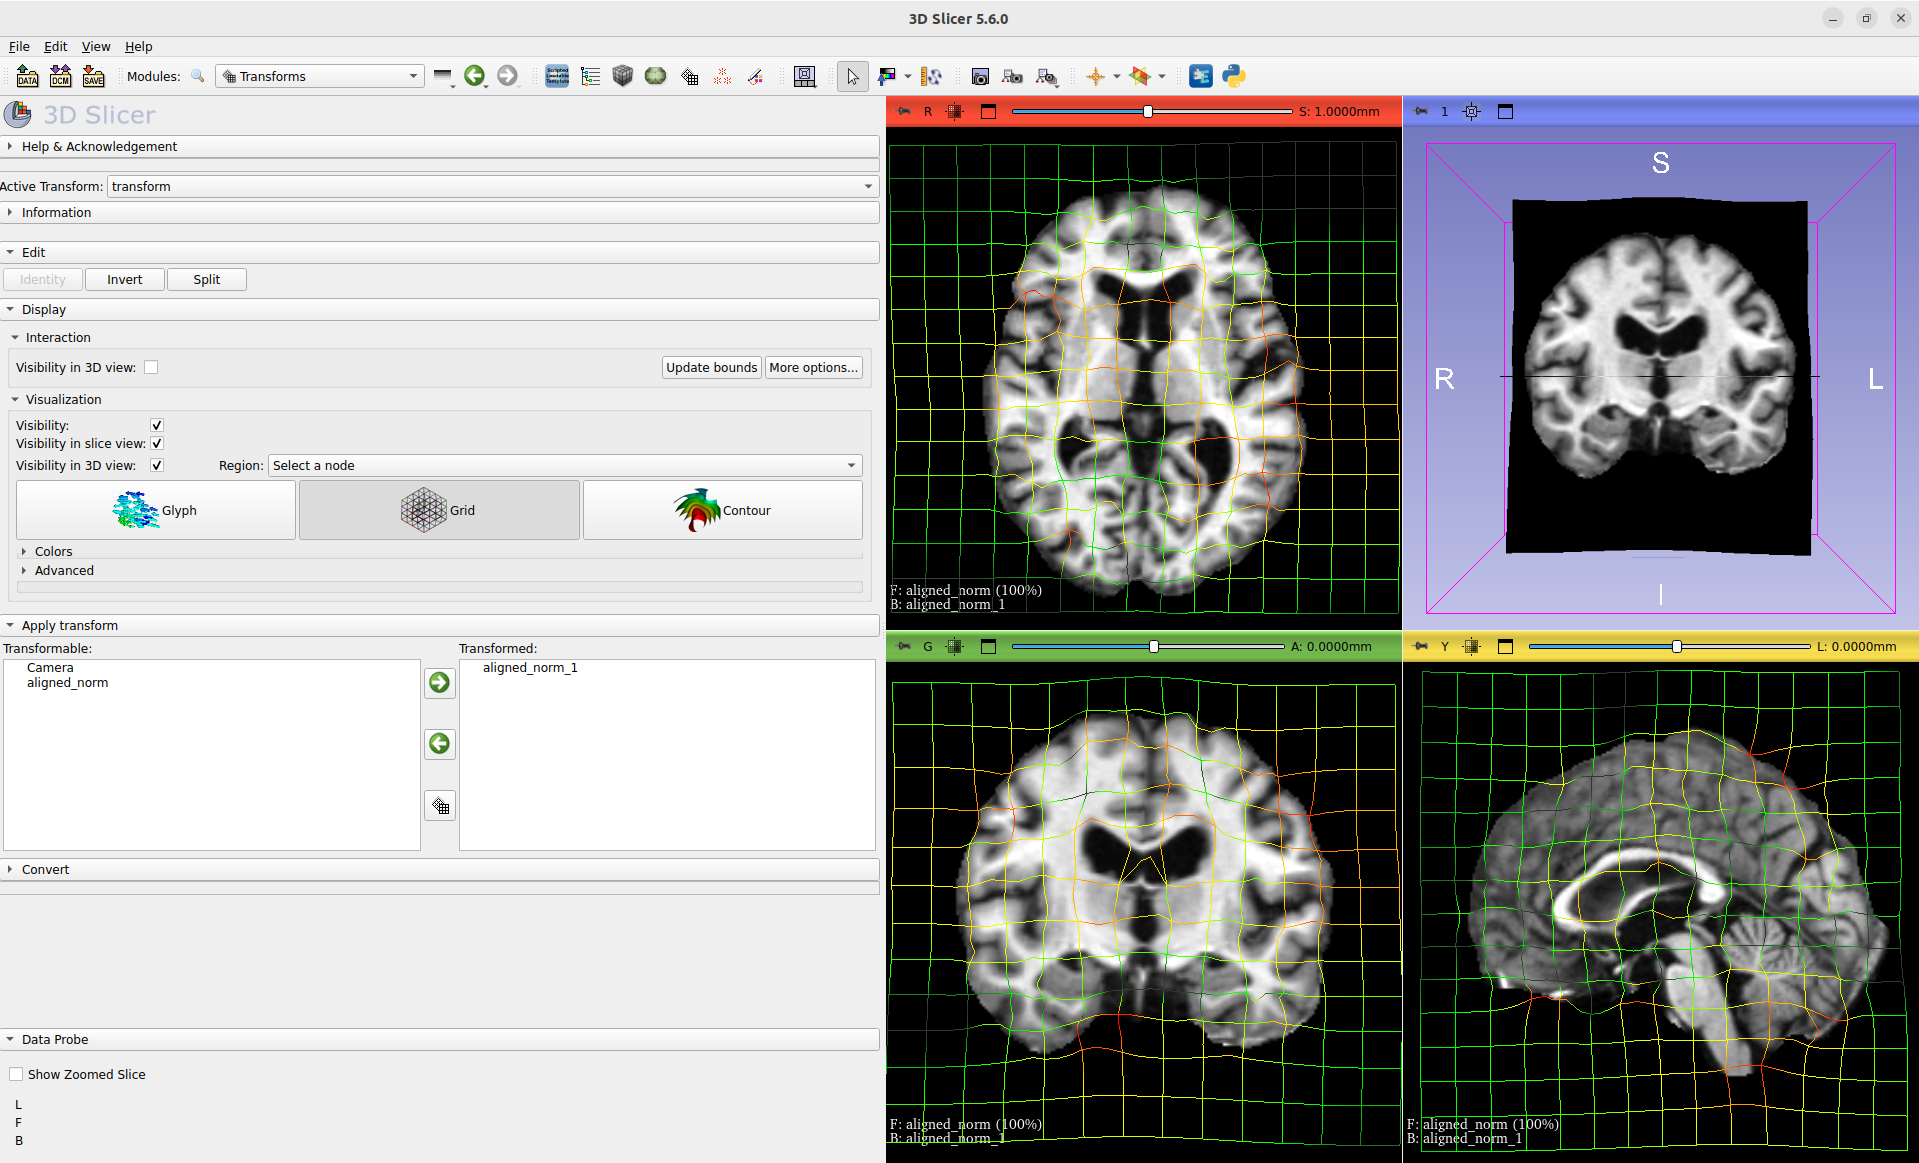 3D Slicer 5.6.0
File Edit View Help
DATA DCM SAVE Modules: Transforms
3D Slicer
Help & Acknowledgement
Active Transform: transform
Information
Edit
Identity Invert Split
Display
Interaction
Visibility in 3D view: Update bounds More options...
Visualization
Visibility:
Visibility in slice view:
Visibility in 3D view: Region: Select a node
Glyph Grid Contour
Colors
Advanced
Apply transform
Transformable: Transformed:
Camera
aligned_norm
aligned_norm_1
Convert
Data Probe
Show Zoomed Slice
L
F
B
R S: 1.0000mm
F: aligned_norm (100%)
B: aligned_norm_1
1
S
R L
I
G A: 0.0000mm
F: aligned_norm (100%)
B: aligned_norm_1
Y L: 0.0000mm
F: aligned_norm (100%)
B: aligned_norm_1